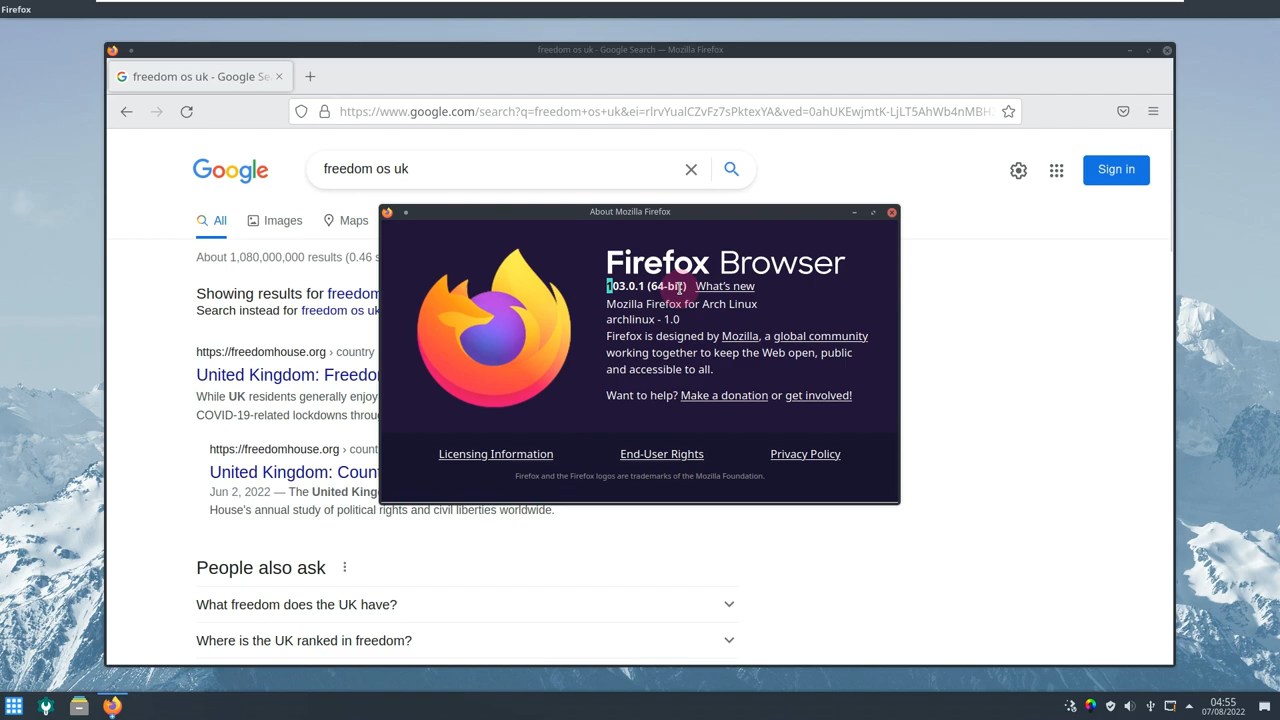 Firefox
freedom os uk - Google Search — Mozilla Firefox
freedom os uk - Google Se
https://www.google.com/search?q=freedom+os+uk&ei=rlrvYualCZvFz7sPktexYA&ved=0ahUKEwjmtK-LjLT5AhWb4nMBH
Google
freedom os uk
Sign in
All
Images
Maps
About 1,080,000,000 results (0.46 s
Showing results for freedom
Search instead for freedom os uk
https://freedomhouse.org › country
United Kingdom: Freedo
While UK residents generally enjoy
COVID-19-related lockdowns throu
https://freedomhouse.org › count
United Kingdom: Coun
Jun 2, 2022 — The United King
House's annual study of political rights and civil liberties worldwide.
People also ask
What freedom does the UK have?
Where is the UK ranked in freedom?
About Mozilla Firefox
Firefox Browser
103.0.1 (64-bit) What's new
Mozilla Firefox for Arch Linux
archlinux - 1.0
Firefox is designed by Mozilla, a global community
working together to keep the Web open, public
and accessible to all.
Want to help? Make a donation or get involved!
Licensing Information
End-User Rights
Privacy Policy
Firefox and the Firefox logos are trademarks of the Mozilla Foundation.
04:55
07/08/2022